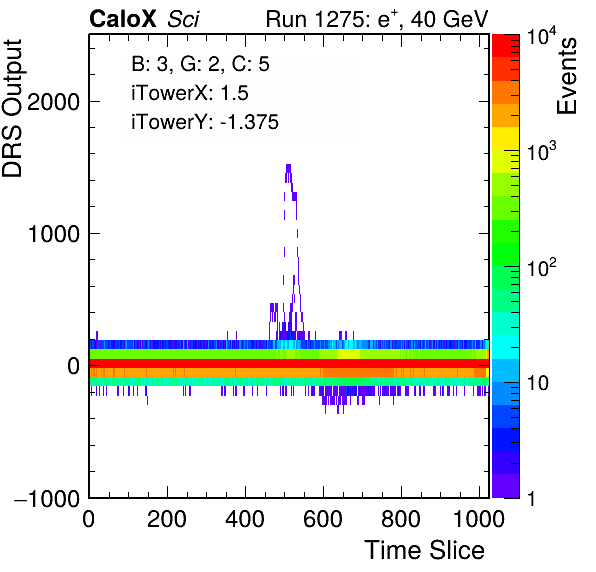 CaloX Sci Run 1275: e⁺, 40 GeV
B: 3, G: 2, C: 5
iTowerX: 1.5
iTowerY: -1.375
DRS Output
2000
1000
0
−1000
0 200 400 600 800 1000
Time Slice
Events
10⁴
10³
10²
10
1